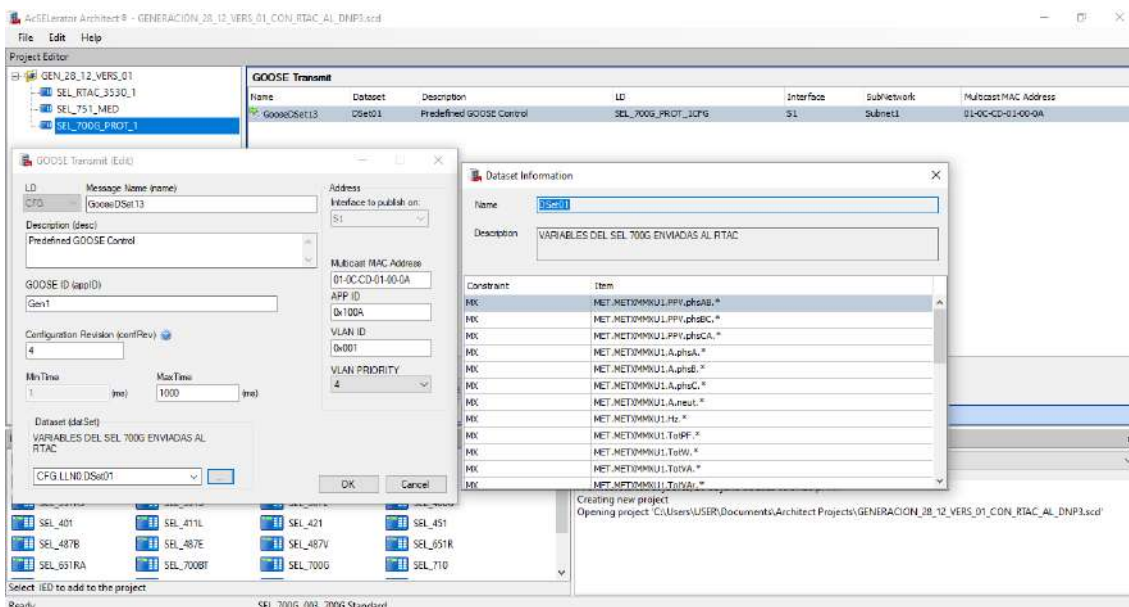 AcSELerator Architect® - GENERACION_28_12_VERS_01_CON_RTAC_AL_DNP3.scd
File Edit Help
Project Editor
GEN_28_12_VERS_01
SEL_RTAC_3530_1
SEL_751_MED
SEL_700G_PROT_1
GOOSE Transmit
Name Dataset Description LD Interface SubNetwork Multicast MAC Address
GooseDSet13 DSet01 Predefined GOOSE Control SEL_700G_PROT_1CFG S1 Subnet1 01-0C-CD-01-00-0A
GOOSE Transmit (Edit)
LD Message Name (name)
CFG GooseDSet13
Description (desc)
Predefined GOOSE Control
GOOSE ID (appID)
Gen1
Configuration Revision (confRev)
4
Min Time Max Time
1 (ms) 1000 (ms)
Dataset (datSet)
VARIABLES DEL SEL 700G ENVIADAS AL
RTAC
CFG.LLN0.DSet01 ...
Address
Interface to publish on:
S1
Multicast MAC Address
01-0C-CD-01-00-0A
APP ID
0x100A
VLAN ID
0x001
VLAN PRIORITY
4
OK Cancel
Dataset Information
Name DSet01
Description VARIABLES DEL SEL 700G ENVIADAS AL RTAC
Constraint Item
MX MET.METXMMXU1.PPV.phsAB.*
MX MET.METXMMXU1.PPV.phsBC.*
MX MET.METXMMXU1.PPV.phsCA.*
MX MET.METXMMXU1.A.phsA.*
MX MET.METXMMXU1.A.phsB.*
MX MET.METXMMXU1.A.phsC.*
MX MET.METXMMXU1.A.neut.*
MX MET.METXMMXU1.Hz.*
MX MET.METXMMXU1.TotPF.*
MX MET.METXMMXU1.TotW.*
MX MET.METXMMXU1.TotVA.*
MX MET.METXMMXU1.TotVAr.*
Creating new project
Opening project 'C:\Users\USER\Documents\Architect Projects\GENERACION_28_12_VERS_01_CON_RTAC_AL_DNP3.scd'
SEL_401 SEL_411L SEL_421 SEL_451
SEL_487B SEL_487E SEL_487V SEL_651R
SEL_651RA SEL_700BT SEL_700G SEL_710
Select IED to add to the project
Ready SEL_700G_003 700G Standard